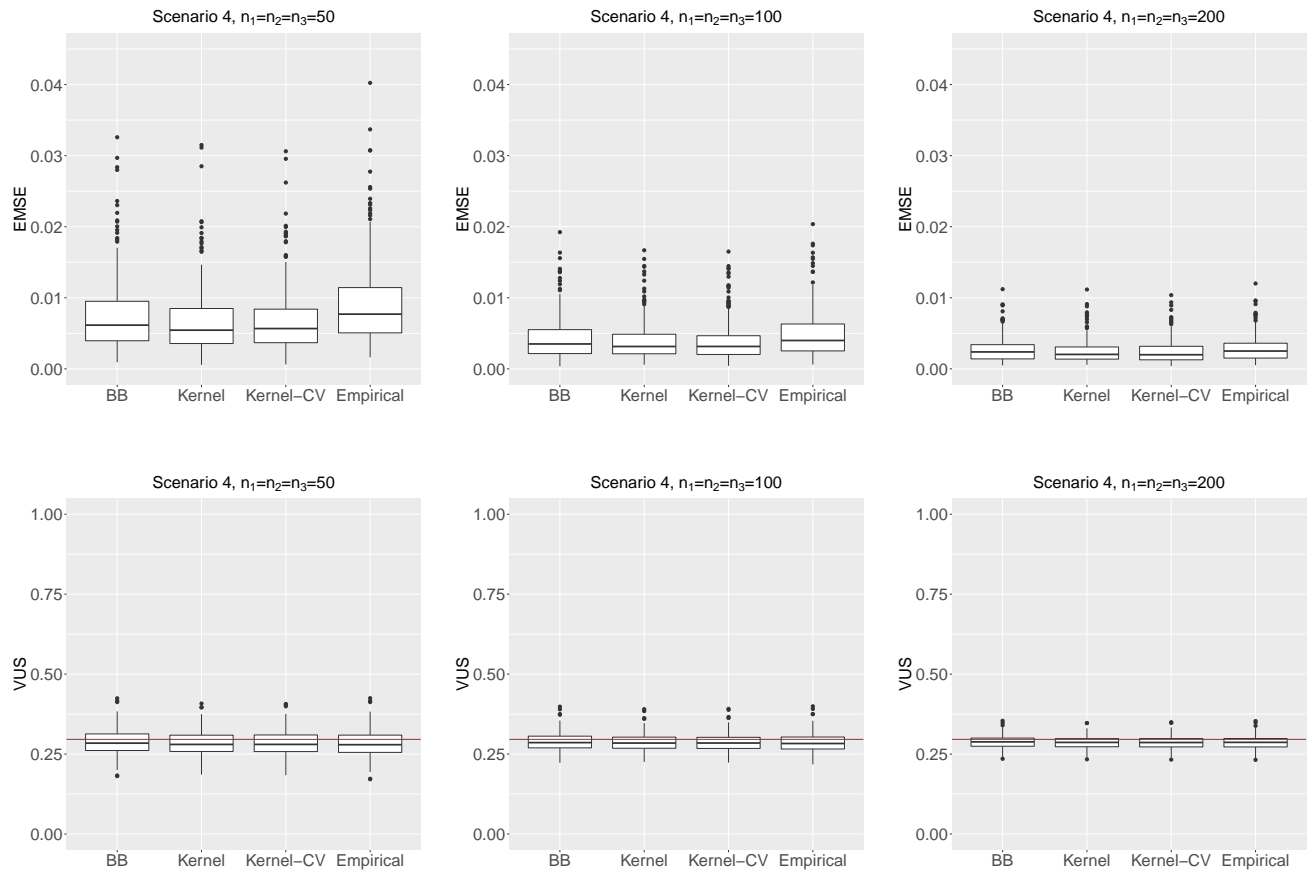 Scenario 4, n₁=n₂=n₃=50
EMSE
0.04
0.03
0.02
0.01
0.00
BB Kernel Kernel−CV Empirical
Scenario 4, n₁=n₂=n₃=100
EMSE
0.04
0.03
0.02
0.01
0.00
BB Kernel Kernel−CV Empirical
Scenario 4, n₁=n₂=n₃=200
EMSE
0.04
0.03
0.02
0.01
0.00
BB Kernel Kernel−CV Empirical
Scenario 4, n₁=n₂=n₃=50
VUS
1.00
0.75
0.50
0.25
0.00
BB Kernel Kernel−CV Empirical
Scenario 4, n₁=n₂=n₃=100
VUS
1.00
0.75
0.50
0.25
0.00
BB Kernel Kernel−CV Empirical
Scenario 4, n₁=n₂=n₃=200
VUS
1.00
0.75
0.50
0.25
0.00
BB Kernel Kernel−CV Empirical